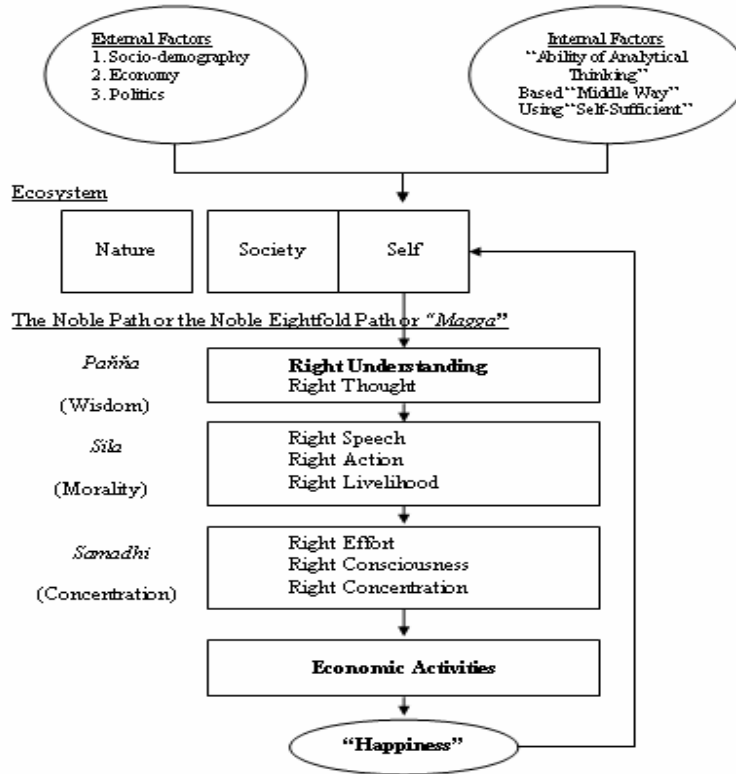 External Factors
1. Socio-demography
2. Economy
3. Politics
Internal Factors
“Ability of Analytical
Thinking”
Based “Middle Way”
Using “Self-Sufficient”
Ecosystem
Nature
Society
Self
The Noble Path or the Noble Eightfold Path or “Magga”
Pañña
(Wisdom)
Right Understanding
Right Thought
Sila
(Morality)
Right Speech
Right Action
Right Livelihood
Samadhi
(Concentration)
Right Effort
Right Consciousness
Right Concentration
Economic Activities
“Happiness”